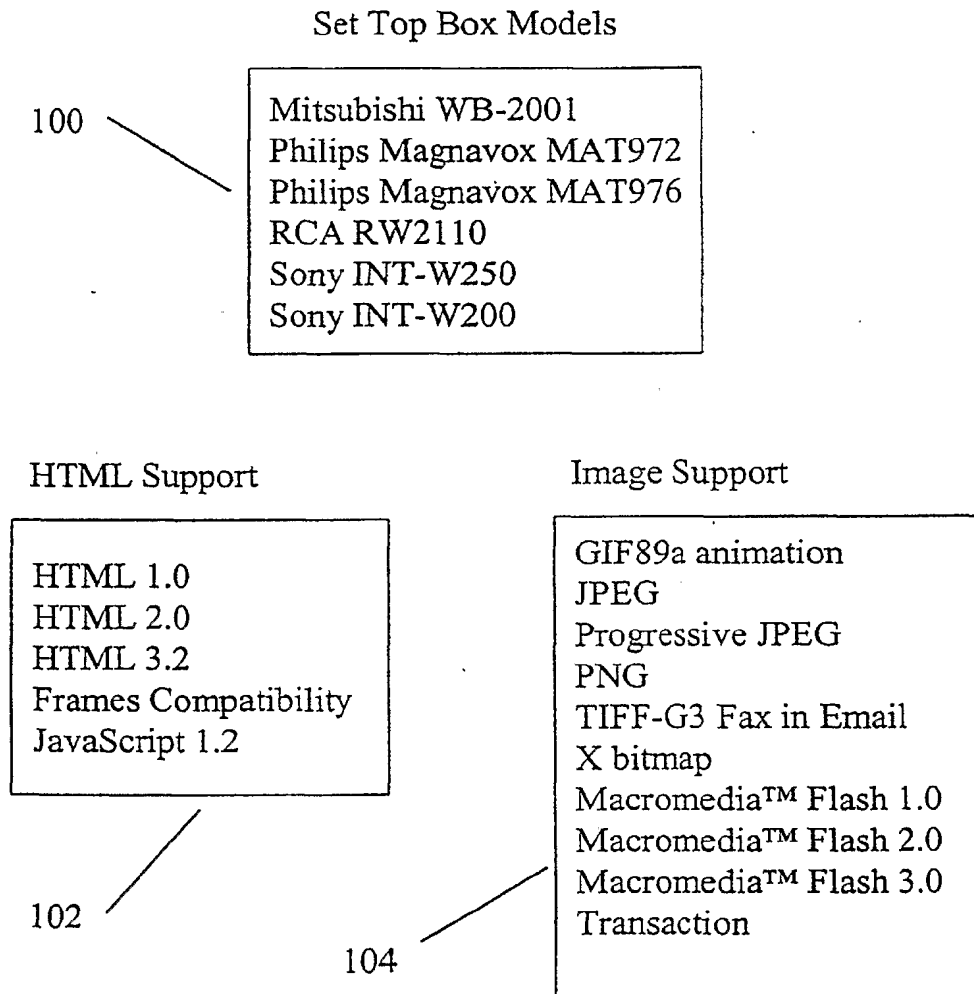 Set Top Box Models
100
Mitsubishi WB-2001
Philips Magnavox MAT972
Philips Magnavox MAT976
RCA RW2110
Sony INT-W250
Sony INT-W200
HTML Support
HTML 1.0
HTML 2.0
HTML 3.2
Frames Compatibility
JavaScript 1.2
102
Image Support
GIF89a animation
JPEG
Progressive JPEG
PNG
TIFF-G3 Fax in Email
X bitmap
Macromedia™ Flash 1.0
Macromedia™ Flash 2.0
Macromedia™ Flash 3.0
Transaction
104